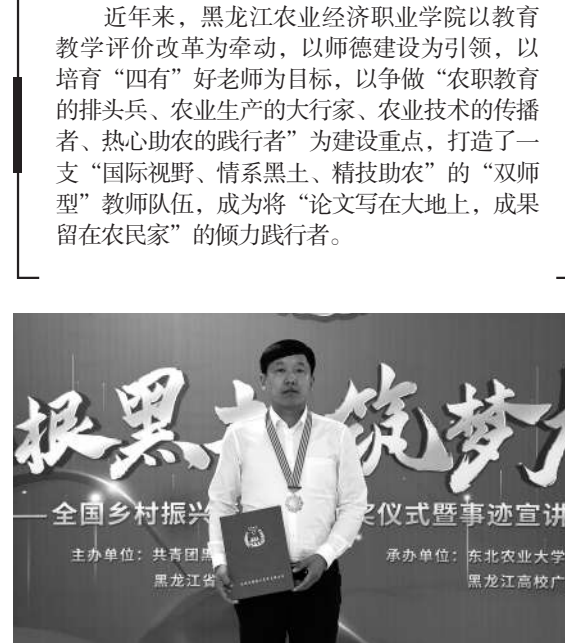 近年来，黑龙江农业经济职业学院以教育
教学评价改革为牵动，以师德建设为引领，以
培育“四有”好老师为目标，以争做“农职教育
的排头兵、农业生产的大行家、农业技术的传播
者、热心助农的践行者”为建设重点，打造了一
支“国际视野、情系黑土、精技助农”的“双师
型”教师队伍，成为将“论文写在大地上，成果
留在农民家”的倾力践行者。
根黑土 筑梦
——全国乡村振兴 奖仪式暨事迹宣讲
主办单位：共青团黑 承办单位：东北农业大学
黑龙江省 黑龙江高校广